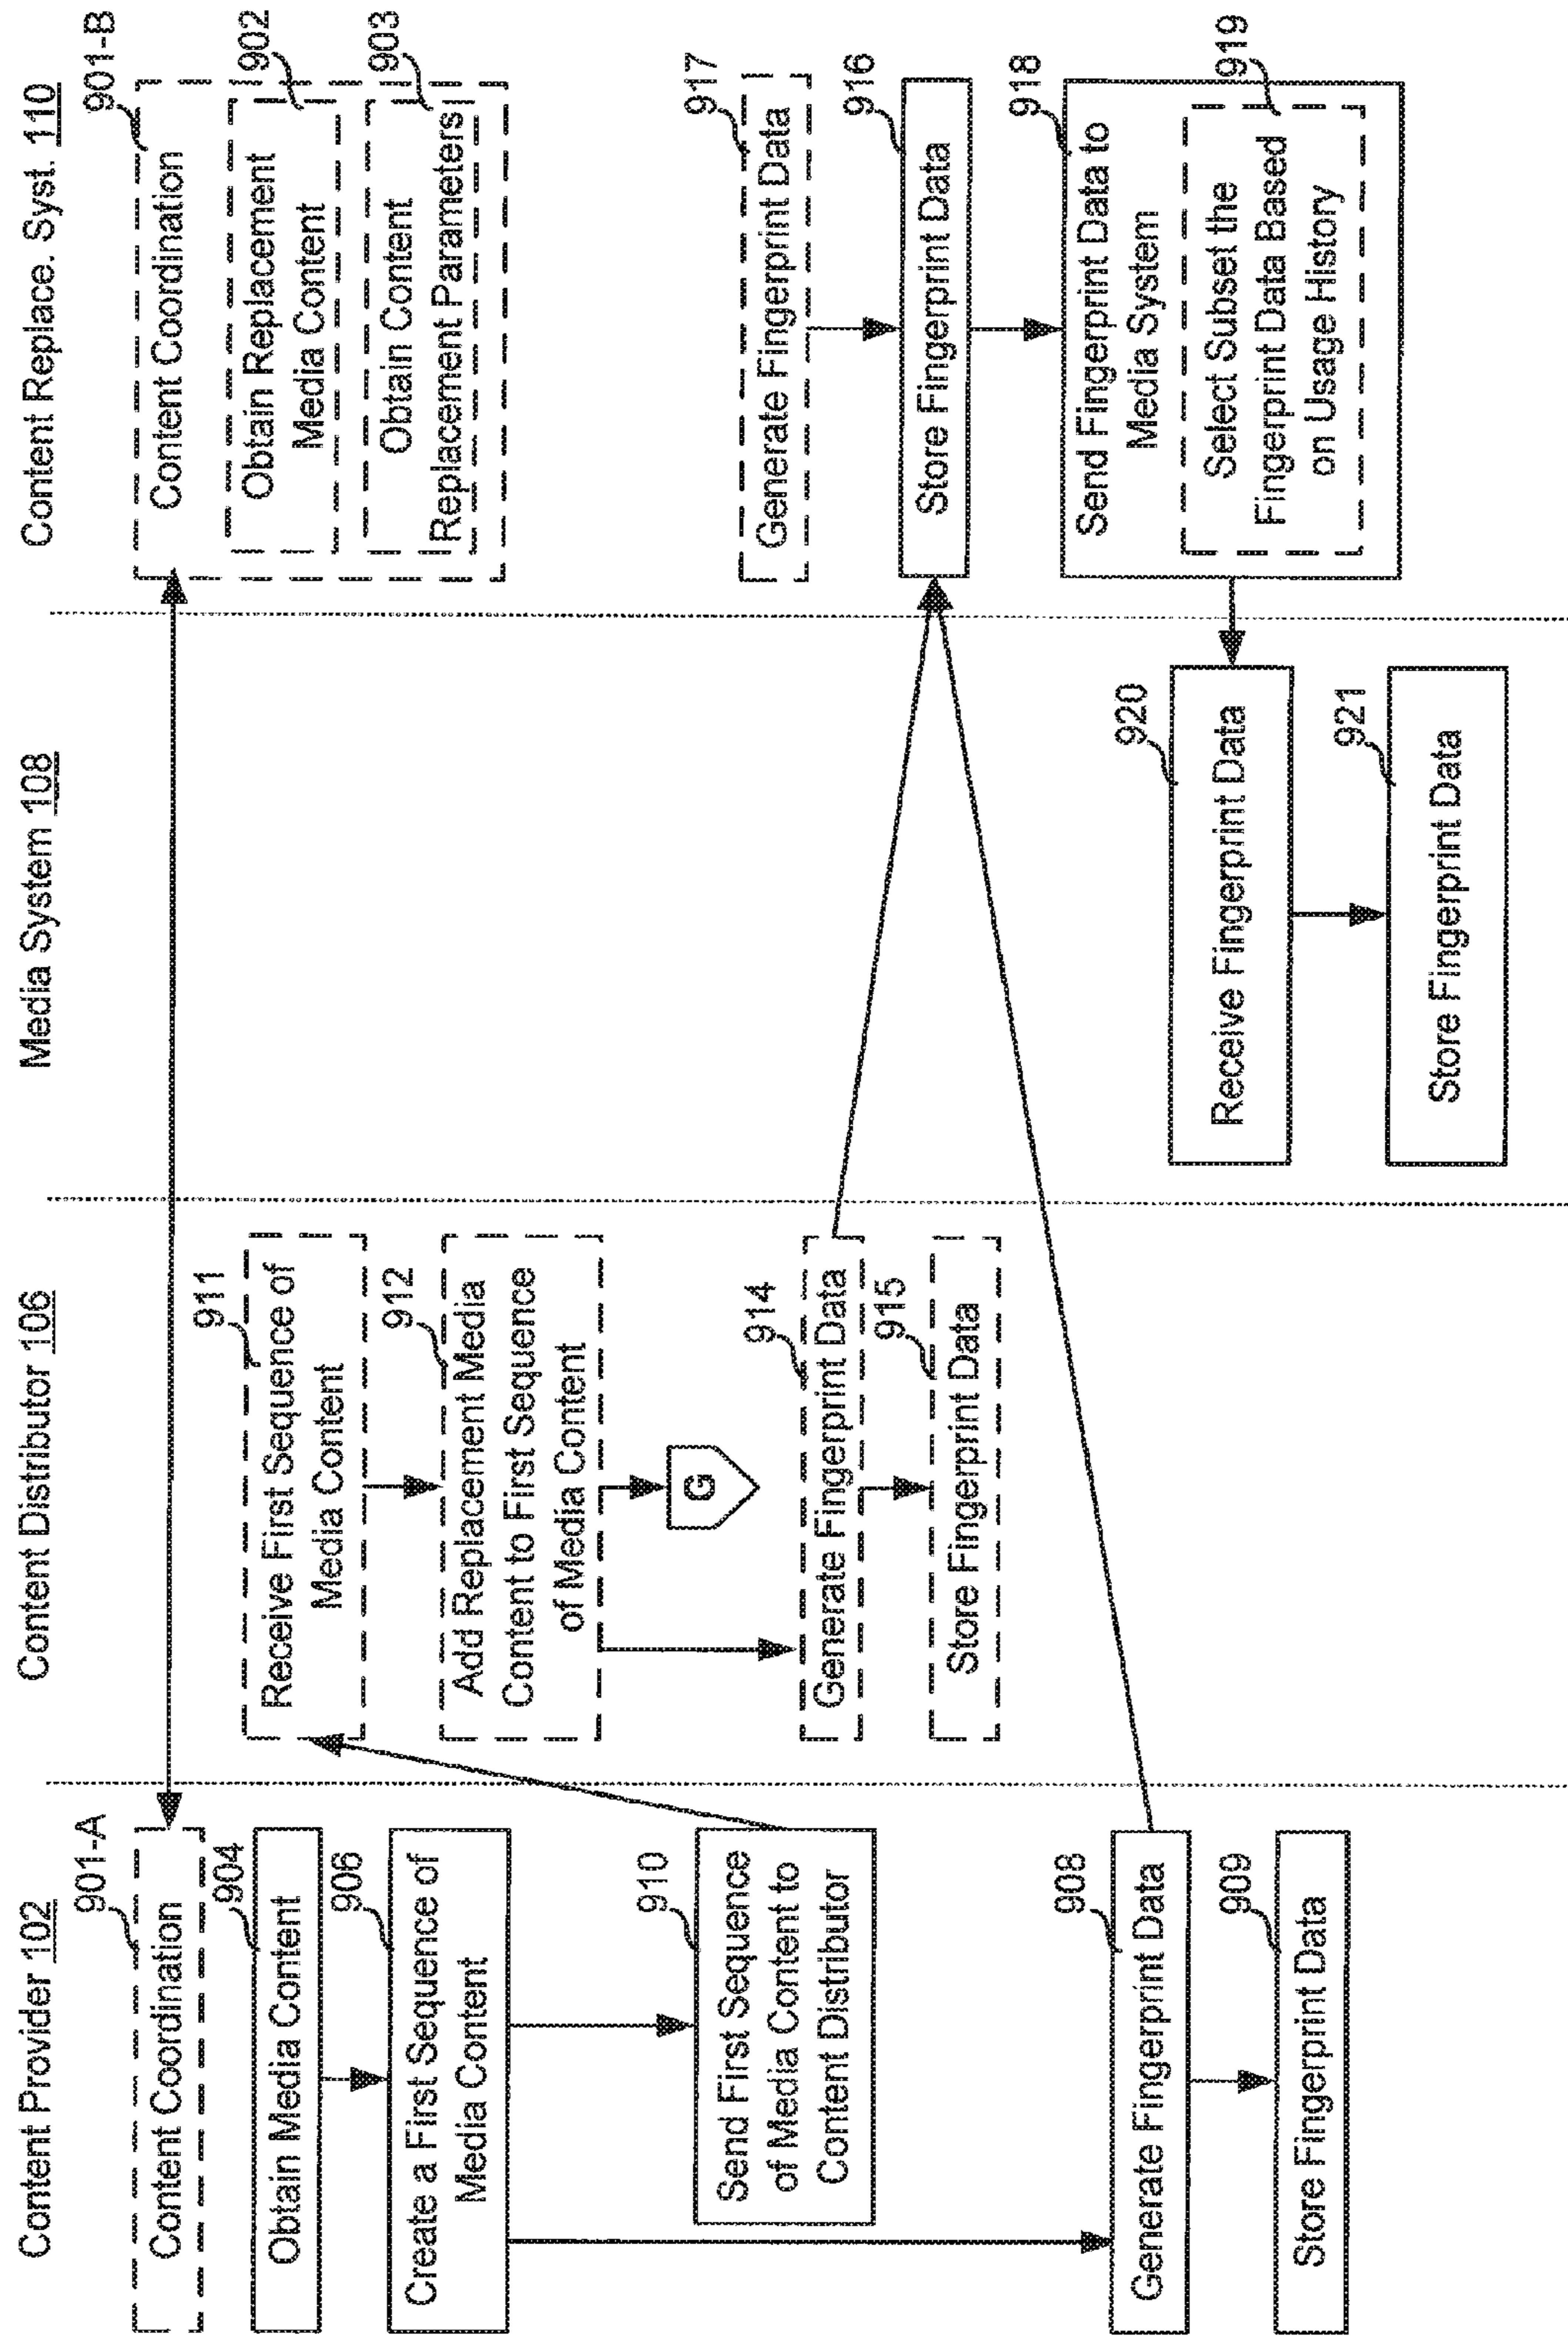 Content Provider 102
Content Distributor 106
Media System 108
Content Replace. Syst. 110
901-A
Content Coordination
904
Obtain Media Content
906
Create a First Sequence of
Media Content
910
Send First Sequence
of Media Content to
Content Distributor
908
Generate Fingerprint Data
909
Store Fingerprint Data
911
Receive First Sequence of
Media Content
912
Add Replacement Media
Content to First Sequence
of Media Content
G
914
Generate Fingerprint Data
915
Store Fingerprint Data
920
Receive Fingerprint Data
921
Store Fingerprint Data
901-B
Content Coordination
902
Obtain Replacement
Media Content
903
Obtain Content
Replacement Parameters
917
Generate Fingerprint Data
916
Store Fingerprint Data
918
Send Fingerprint Data to
Media System
919
Select Subset the
Fingerprint Data Based
on Usage History